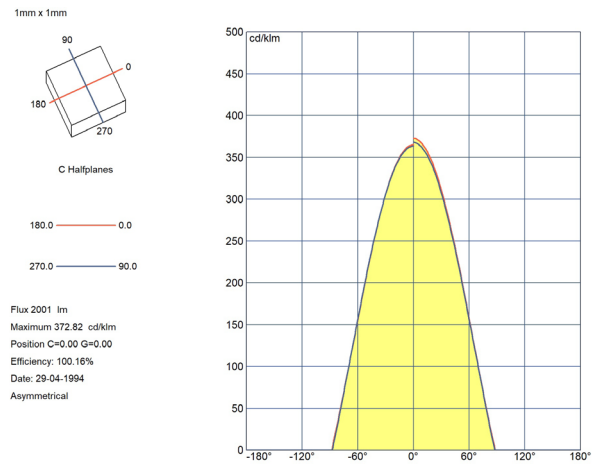 1mm x 1mm
90
0
180
270
C Halfplanes
180.0 0.0
270.0 90.0
Flux 2001 lm
Maximum 372.82 cd/klm
Position C=0.00 G=0.00
Efficiency: 100.16%
Date: 29-04-1994
Asymmetrical
500
cd/klm
450
400
350
300
250
200
150
100
50
0
-180° -120° -60° 0° 60° 120° 180°